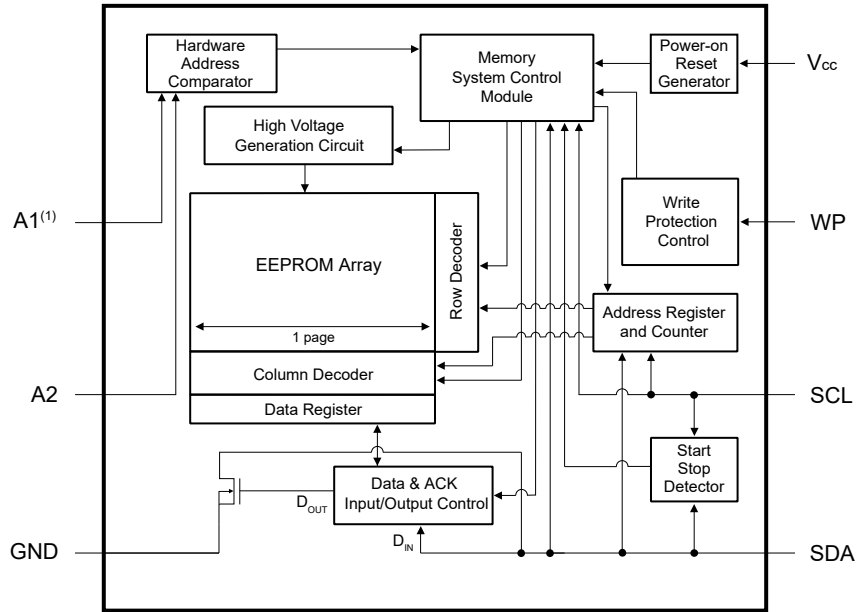 Hardware
Address
Comparator
Memory
System Control
Module
Power-on
Reset
Generator
Vcc
High Voltage
Generation Circuit
A1(1)
EEPROM Array
1 page
Row Decoder
Write
Protection
Control
WP
Address Register
and Counter
A2
Column Decoder
Data Register
SCL
Start
Stop
Detector
Data & ACK
Input/Output Control
DOUT
DIN
GND
SDA